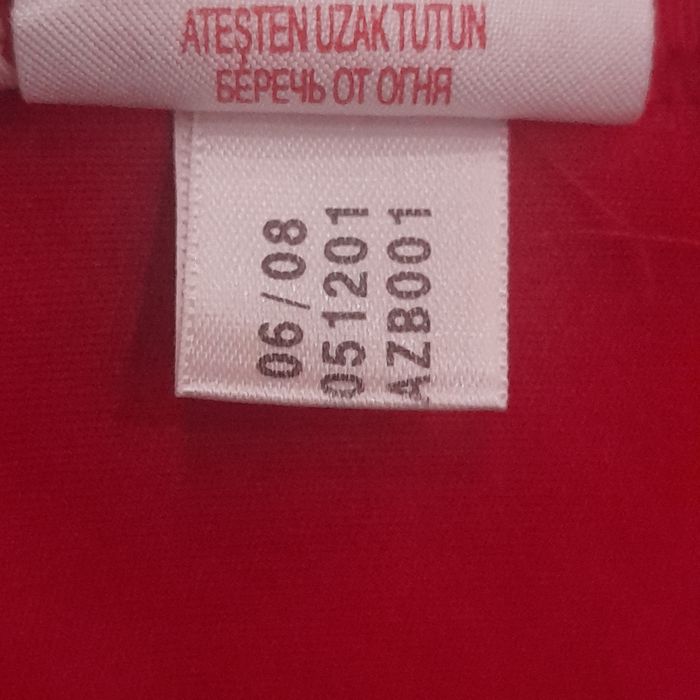 ATEŞTEN UZAK TUTUN
БЕРЕЧЬ ОТ ОГНЯ
06/08
051201
AZB001